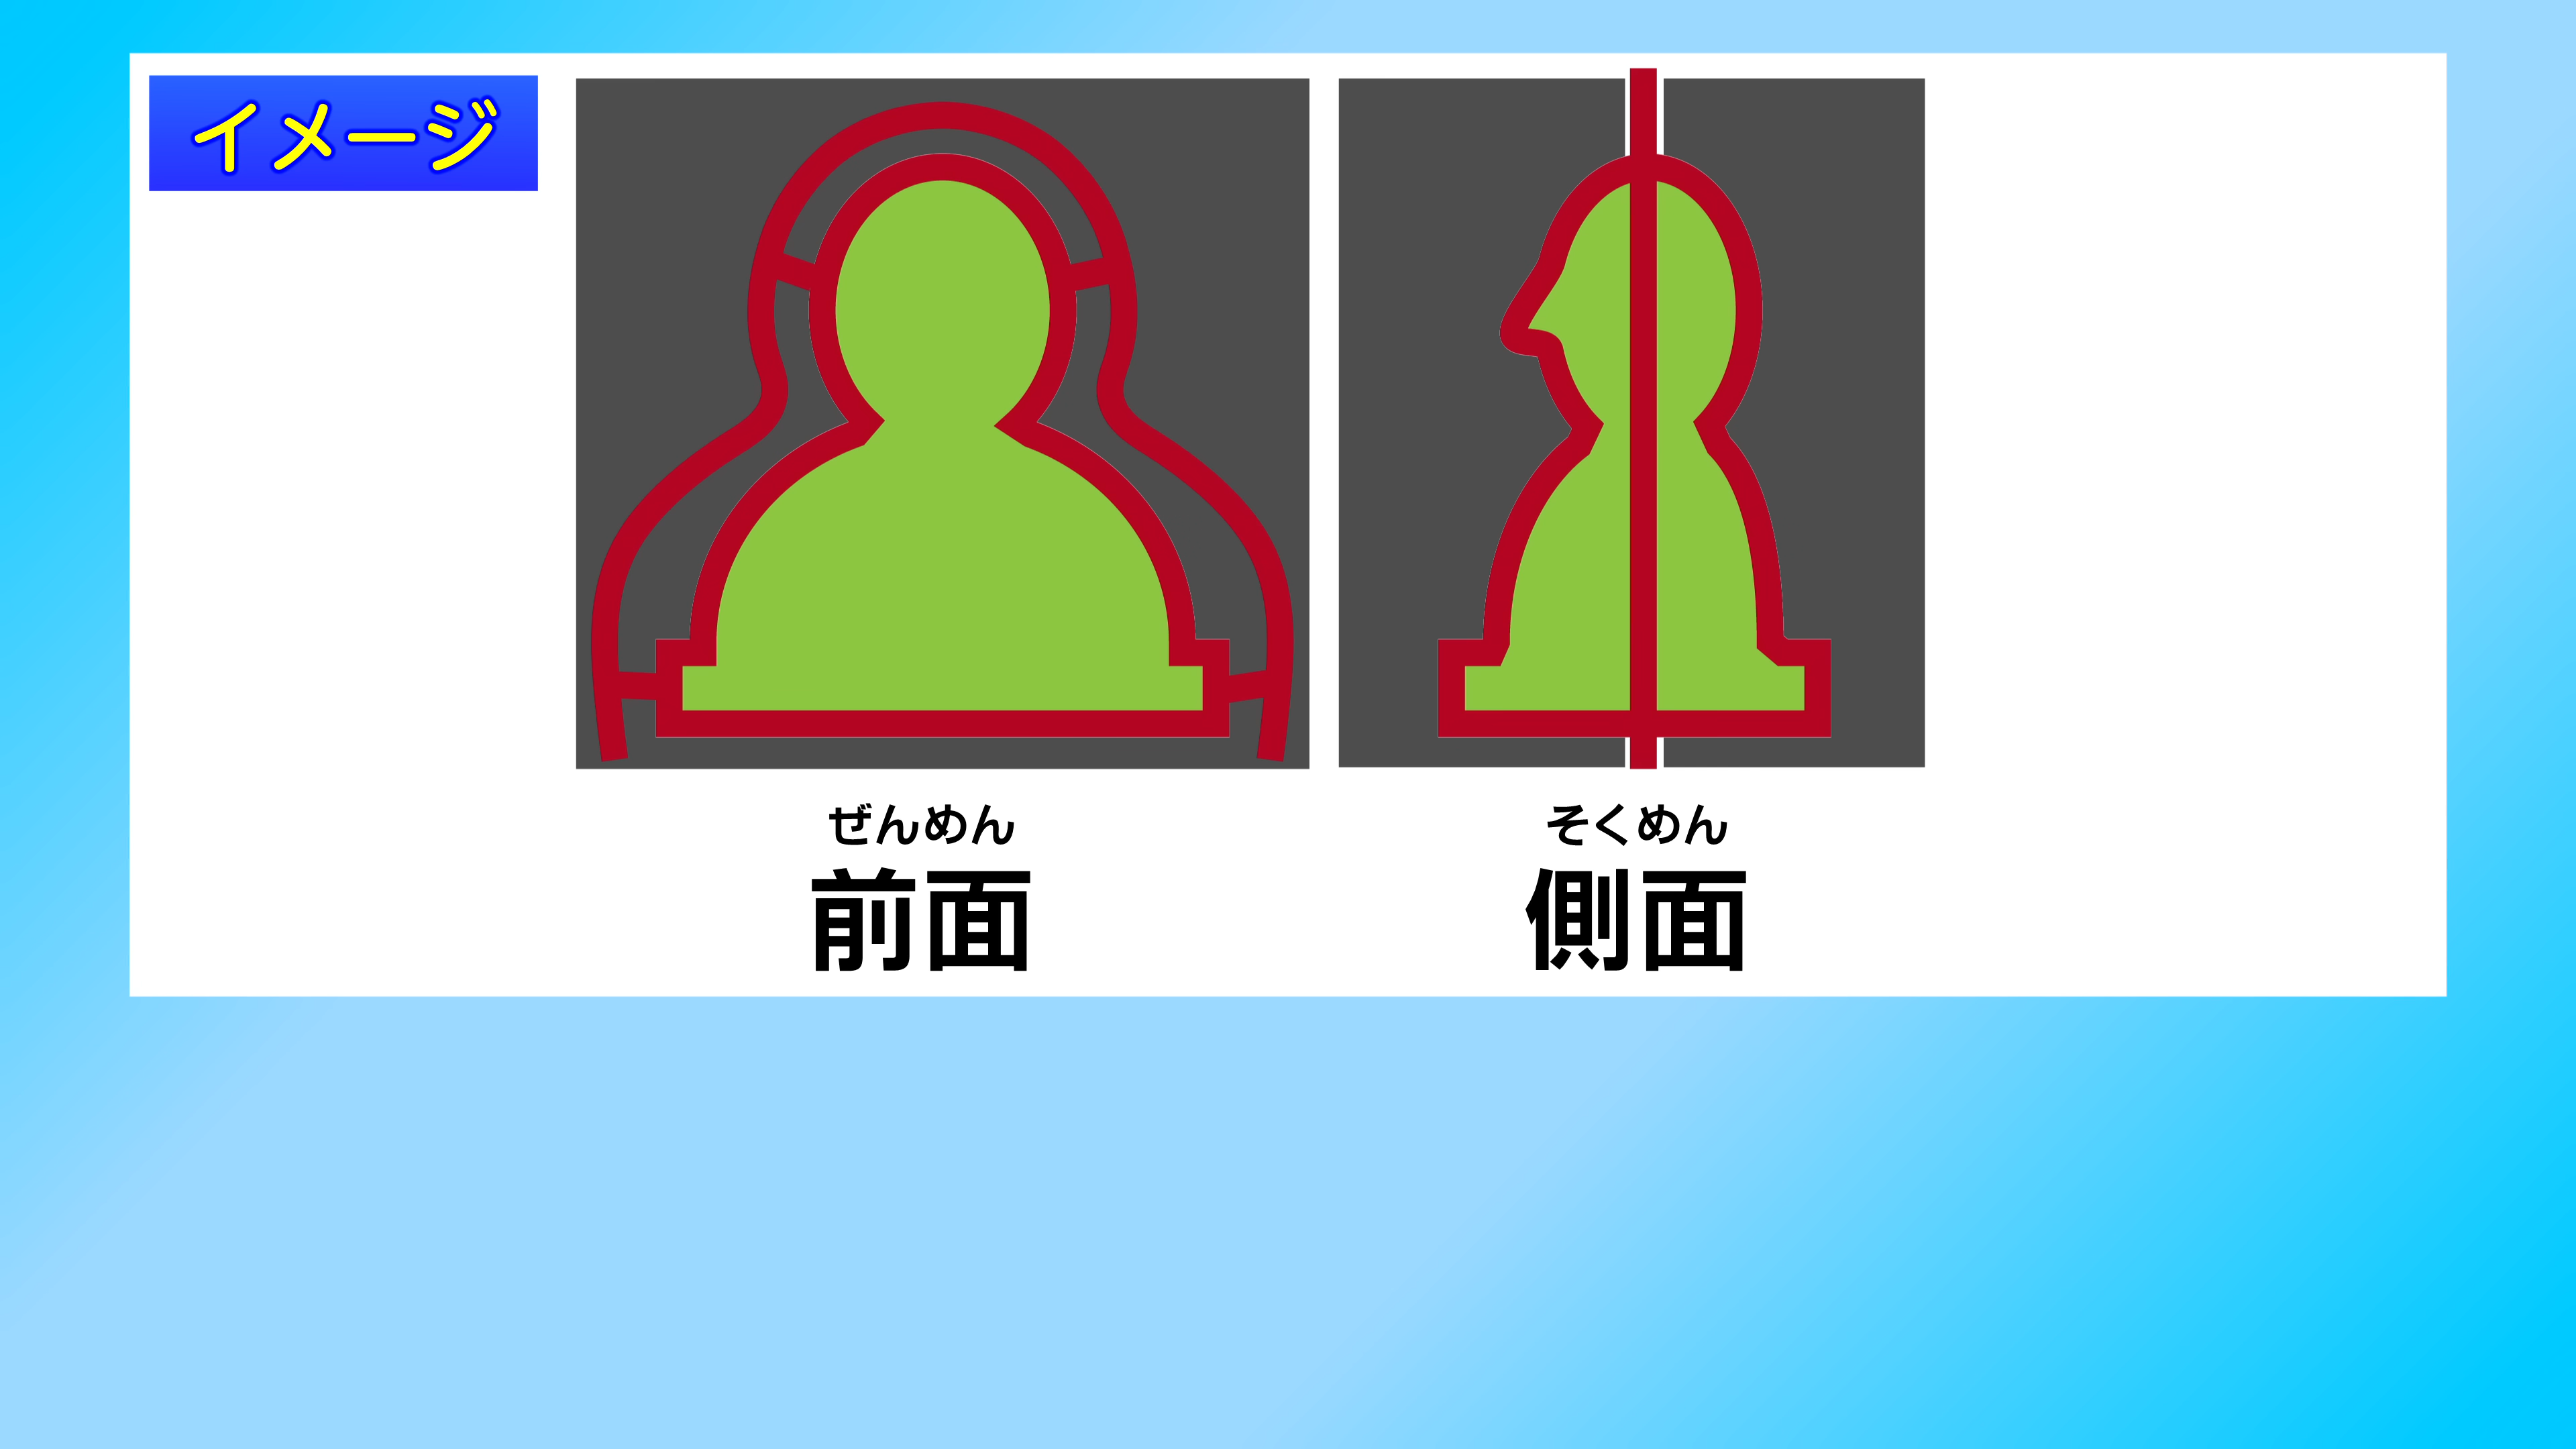 イメージ
ぜんめん
前面
そくめん
側面